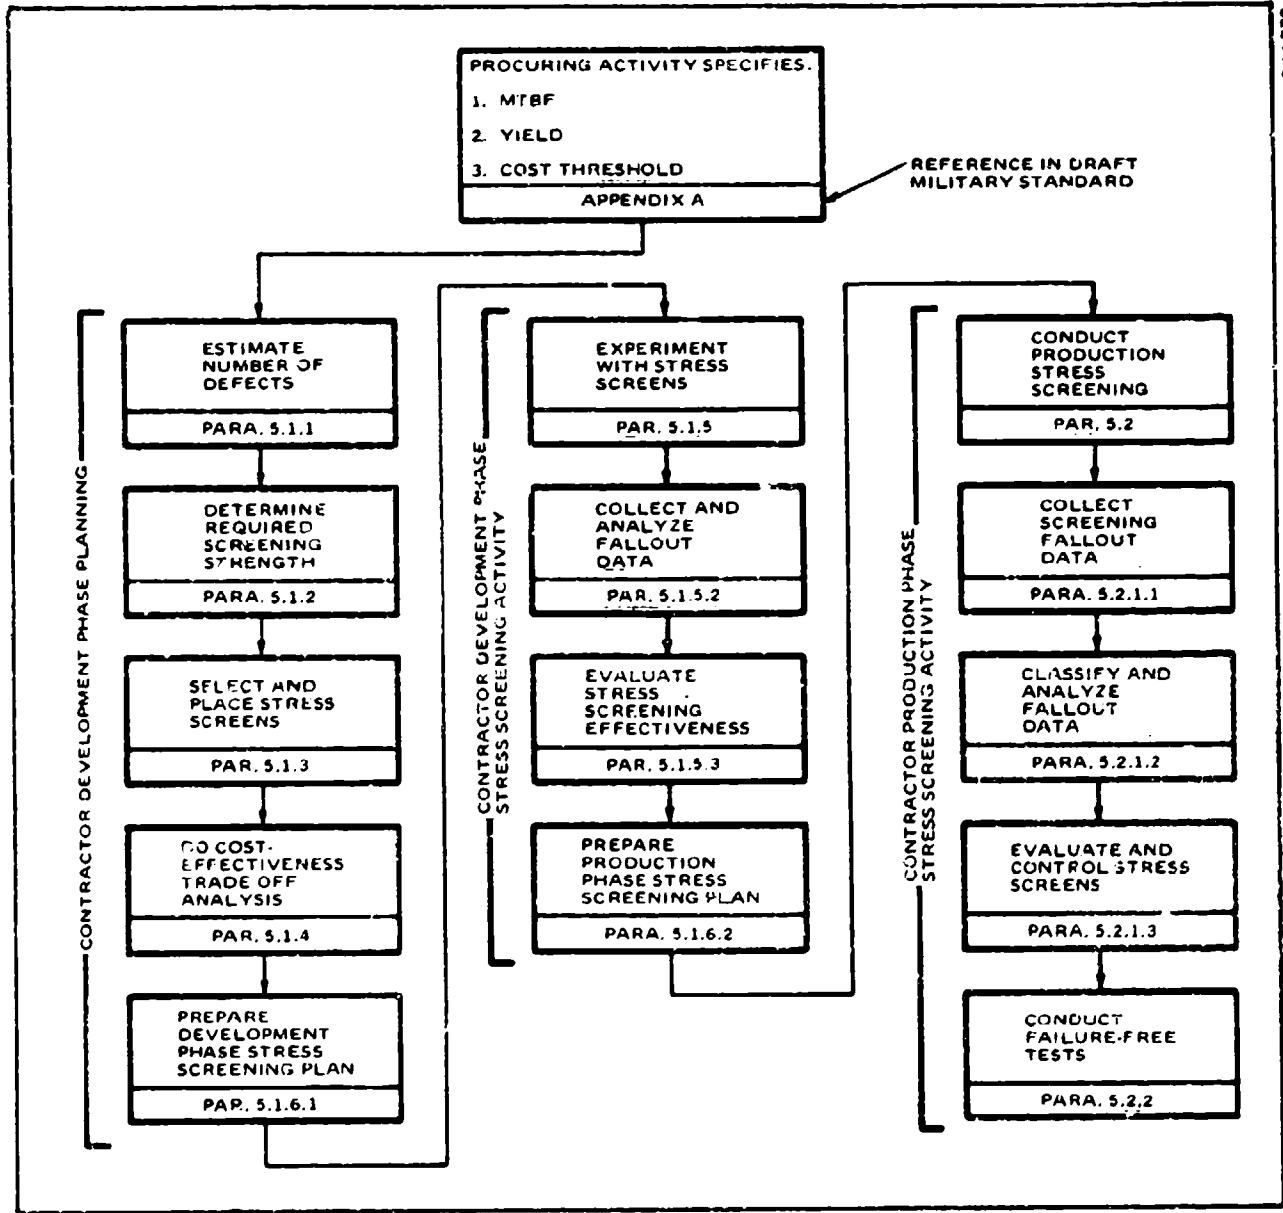 PROCURING ACTIVITY SPECIFIES.
1. MTBF
2. YIELD
3. COST THRESHOLD
APPENDIX A
REFERENCE IN DRAFT
MILITARY STANDARD
CONTRACTOR DEVELOPMENT PHASE PLANNING
ESTIMATE
NUMBER OF
DEFECTS
PARA. 5.1.1
DETERMINE
REQUIRED
SCREENING
STRENGTH
PARA. 5.1.2
SELECT AND
PLACE STRESS
SCREENS
PAR. 5.1.3
DO COST-
EFFECTIVENESS
TRADE OFF
ANALYSIS
PAR. 5.1.4
PREPARE
DEVELOPMENT
PHASE STRESS
SCREENING PLAN
PAR. 5.1.6.1
CONTRACTOR DEVELOPMENT PHASE
STRESS SCREENING ACTIVITY
EXPERIMENT
WITH STRESS
SCREENS
PAR. 5.1.5
COLLECT AND
ANALYZE
FALLOUT
DATA
PAR. 5.1.5.2
EVALUATE
STRESS
SCREENING
EFFECTIVENESS
PAR. 5.1.5.3
PREPARE
PRODUCTION
PHASE STRESS
SCREENING PLAN
PARA. 5.1.6.2
CONTRACTOR PRODUCTION PHASE
STRESS SCREENING ACTIVITY
CONDUCT
PRODUCTION
STRESS
SCREENING
PAR. 5.2
COLLECT
SCREENING
FALLOUT
DATA
PARA. 5.2.1.1
CLASSIFY AND
ANALYZE
FALLOUT
DATA
PARA. 5.2.1.2
EVALUATE AND
CONTROL STRESS
SCREENS
PARA. 5.2.1.3
CONDUCT
FAILURE-FREE
TESTS
PARA. 5.2.2